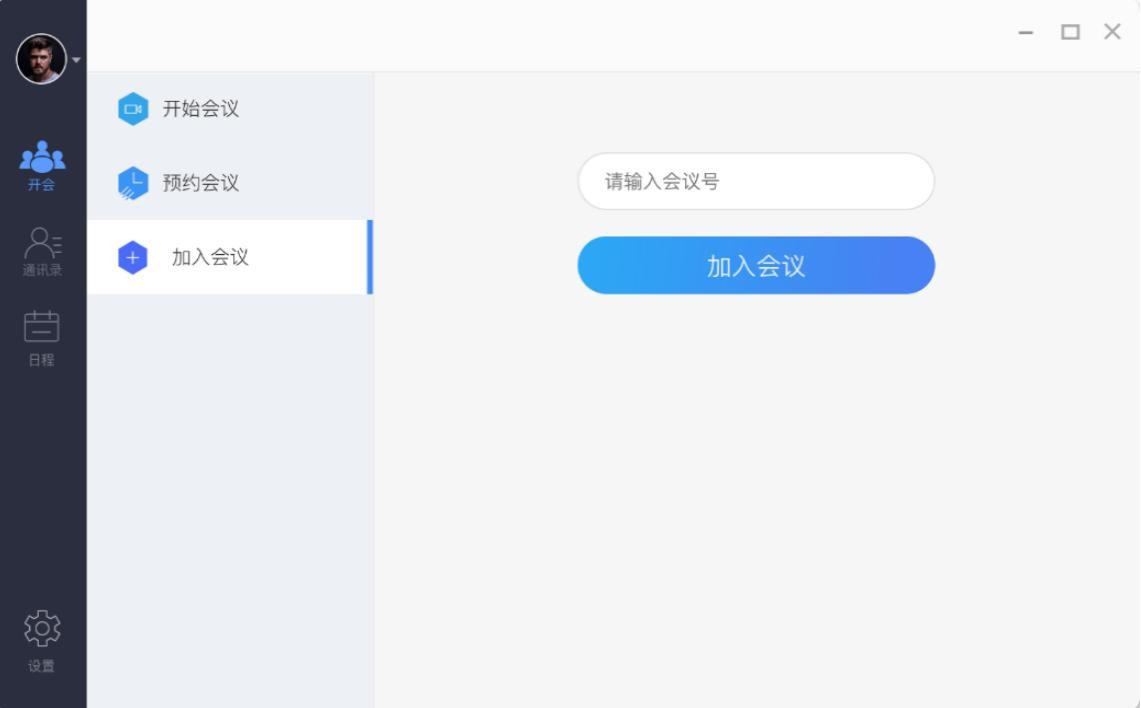 开会
通讯录
日程
设置
开始会议
预约会议
加入会议
请输入会议号
加入会议